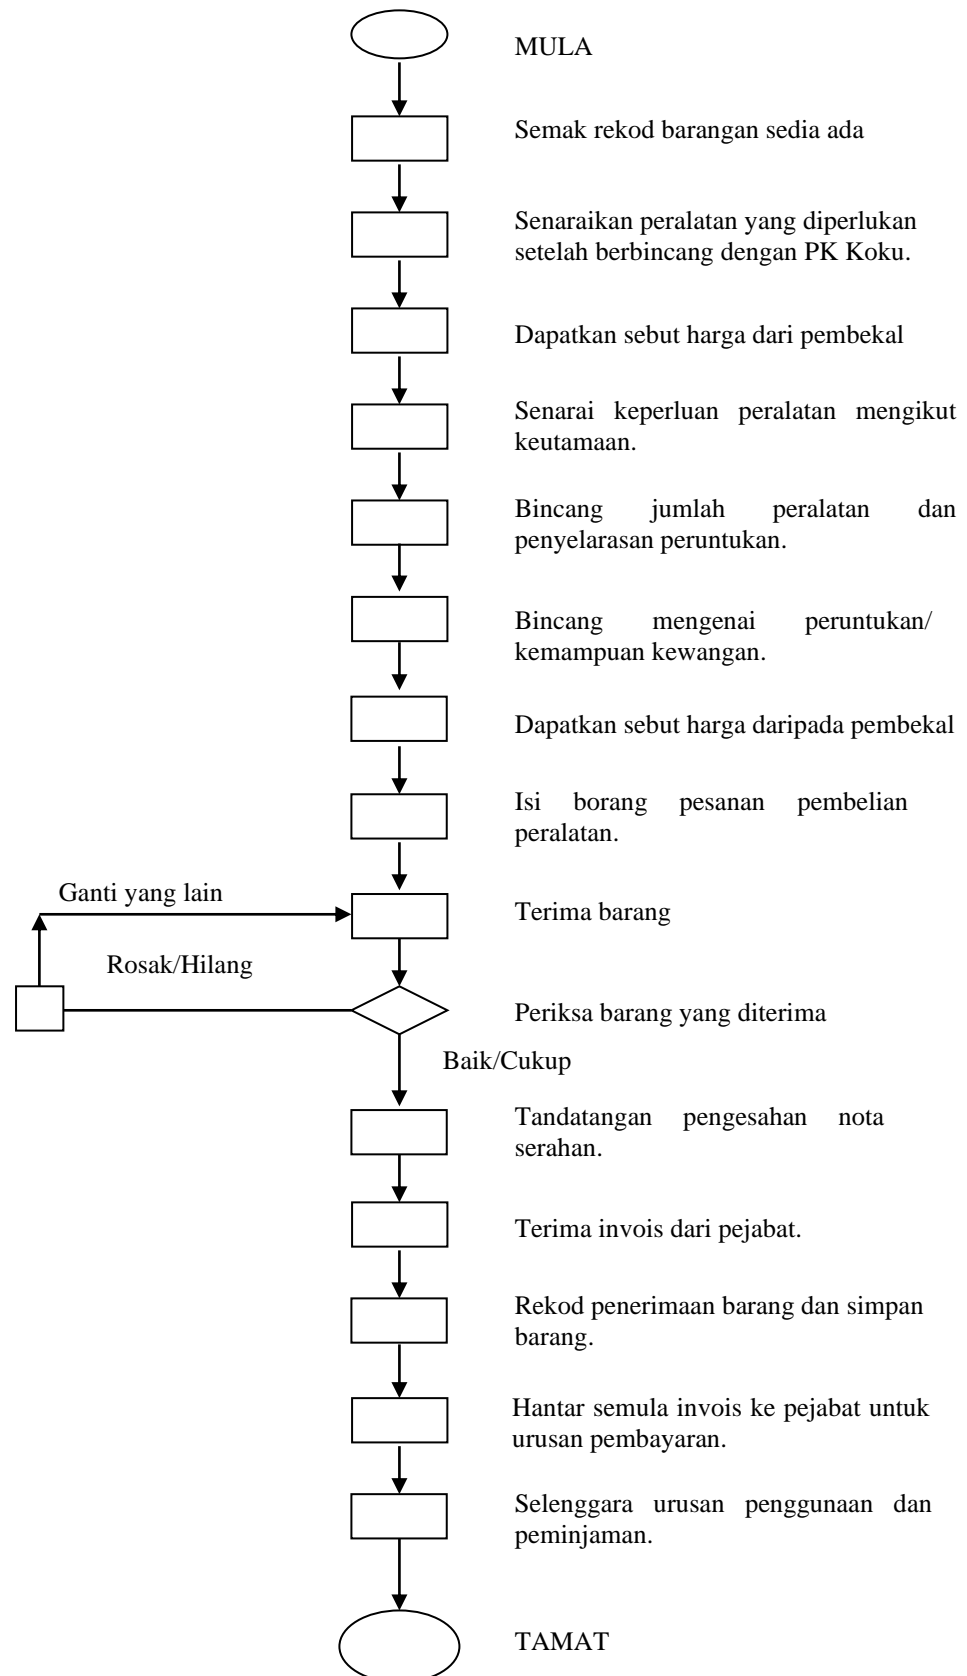 MULA
Semak rekod barangan sedia ada
Senaraikan peralatan yang diperlukan
setelah berbincang dengan PK Koku.
Dapatkan sebut harga dari pembekal
Senarai keperluan peralatan mengikut
keutamaan.
Bincang jumlah peralatan dan
penyelarasan peruntukan.
Bincang mengenai peruntukan/
kemampuan kewangan.
Dapatkan sebut harga daripada pembekal
Isi borang pesanan pembelian
peralatan.
Ganti yang lain
Terima barang
Rosak/Hilang
Periksa barang yang diterima
Baik/Cukup
Tandatangan pengesahan nota
serahan.
Terima invois dari pejabat.
Rekod penerimaan barang dan simpan
barang.
Hantar semula invois ke pejabat untuk
urusan pembayaran.
Selenggara urusan penggunaan dan
peminjaman.
TAMAT